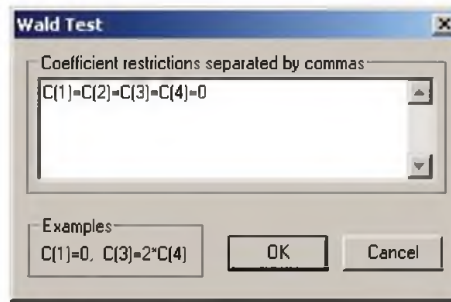 Wald Test
Coefficient restrictions separated by commas
C(1)=C(2)=C(3)=C(4)=0
Examples
C(1)=0, C(3)=2*C(4)
OK
Cancel